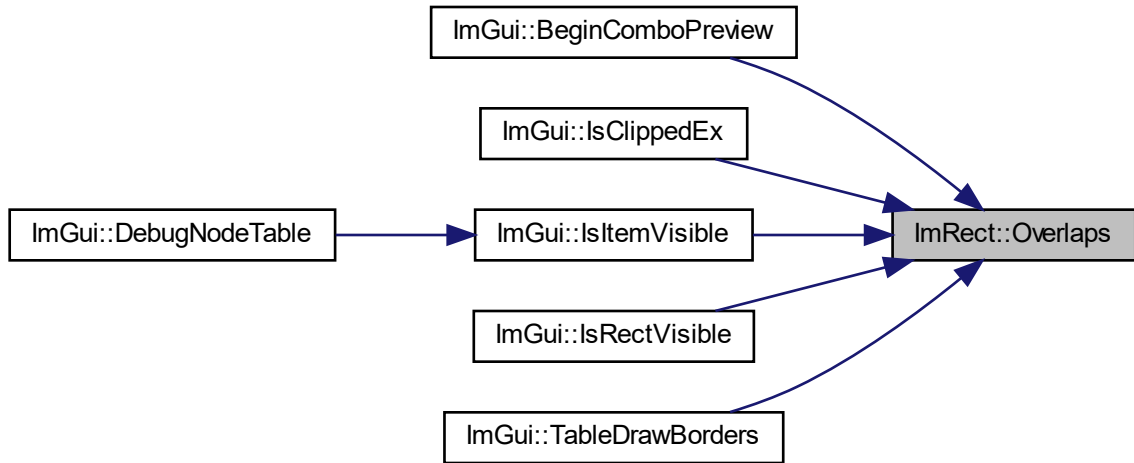 ImGui::BeginComboPreview
ImGui::IsClippedEx
ImGui::DebugNodeTable
ImGui::IsItemVisible
ImRect::Overlaps
ImGui::IsRectVisible
ImGui::TableDrawBorders